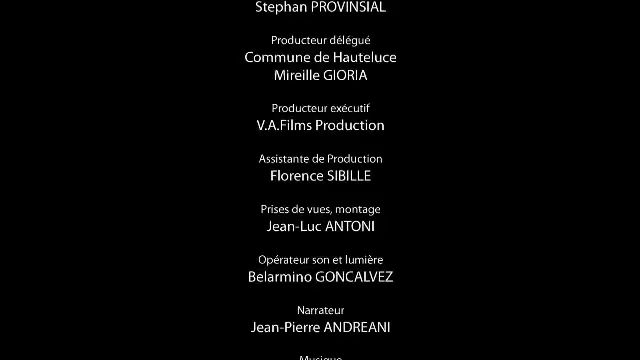 Stephan PROVINSIAL
Producteur délégué
Commune de Hauteluce
Mireille GIORIA
Producteur exécutif
V.A.Films Production
Assistante de Production
Florence SIBILLE
Prises de vues, montage
Jean-Luc ANTONI
Opérateur son et lumière
Belarmino GONCALVEZ
Narrateur
Jean-Pierre ANDREANI
Musique